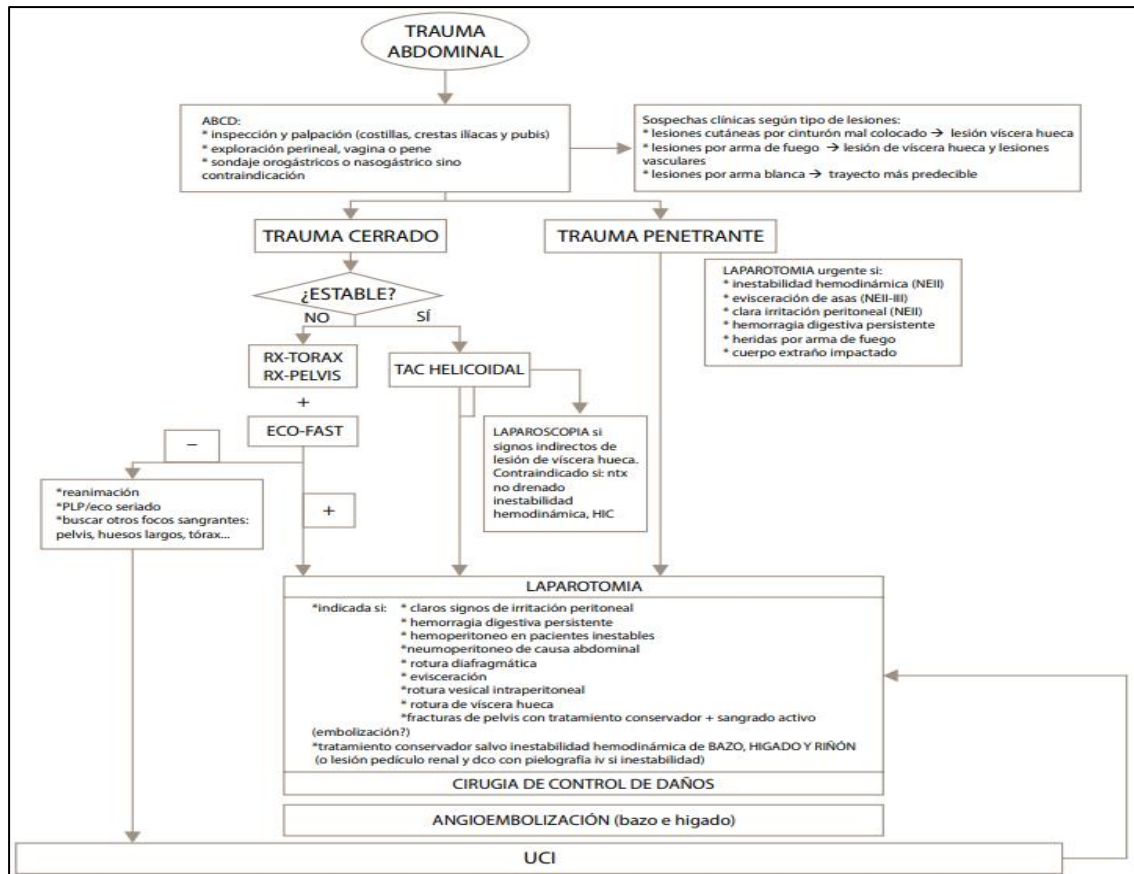 TRAUMA
ABDOMINAL
ABCD:
* inspección y palpación (costillas, crestas ilíacas y pubis)
* exploración perineal, vagina o pene
* sondaje orogástricos o nasogástrico sino
contraindicación
Sospechas clínicas según tipo de lesiones:
* lesiones cutáneas por cinturón mal colocado → lesión víscera hueca
* lesiones por arma de fuego → lesión de víscera hueca y lesiones
vasculares
* lesiones por arma blanca → trayecto más predecible
TRAUMA CERRADO
TRAUMA PENETRANTE
LAPAROTOMIA urgente si:
* inestabilidad hemodinámica (NEII)
* evisceración de asas (NEII-III)
* clara irritación peritoneal (NEII)
* hemorragia digestiva persistente
* heridas por arma de fuego
* cuerpo extraño impactado
¿ESTABLE?
NO
SÍ
RX-TORAX
RX-PELVIS
+
ECO-FAST
TAC HELICOIDAL
LAPAROSCOPIA si
signos indirectos de
lesión de víscera hueca.
Contraindicado si: ntx
no drenado
inestabilidad
hemodinámica, HIC
−
+
*reanimación
*PLP/eco seriado
*buscar otros focos sangrantes:
pelvis, huesos largos, tórax...
LAPAROTOMIA
*indicada si: * claros signos de irritación peritoneal
* hemorragia digestiva persistente
* hemoperitoneo en pacientes inestables
*neumoperitoneo de causa abdominal
* rotura diafragmática
* evisceración
*rotura vesical intraperitoneal
* rotura de víscera hueca
*fracturas de pelvis con tratamiento conservador + sangrado activo
(embolización?)
*tratamiento conservador salvo inestabilidad hemodinámica de BAZO, HIGADO Y RIÑÓN
(o lesión pedículo renal y dco con pielografía iv si inestabilidad)
CIRUGIA DE CONTROL DE DAÑOS
ANGIOEMBOLIZACIÓN (bazo e higado)
UCI